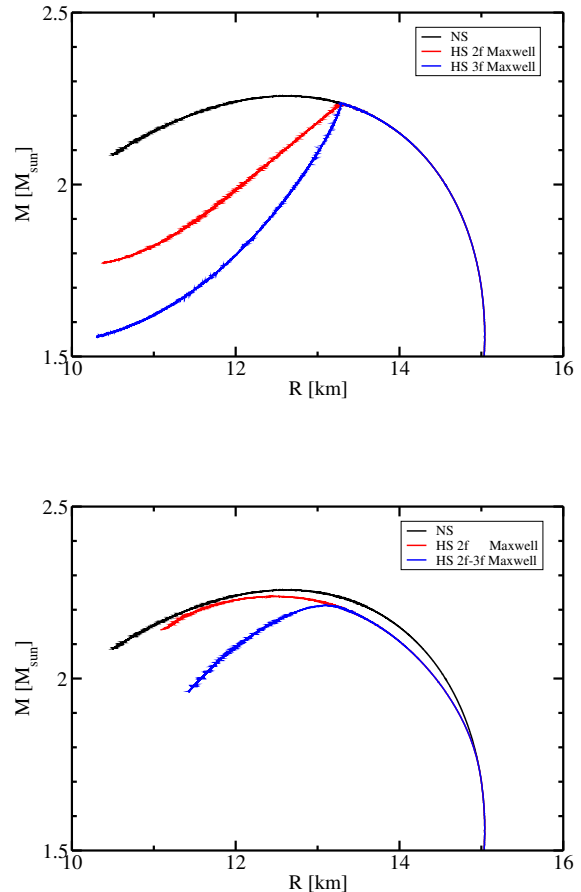 2.5
NS
HS 2f Maxwell
HS 3f Maxwell
M [M_sun]
2
1.5
10 12 14 16
R [km]
2.5
NS
HS 2f Maxwell
HS 2f-3f Maxwell
M [M_sun]
2
1.5
10 12 14 16
R [km]